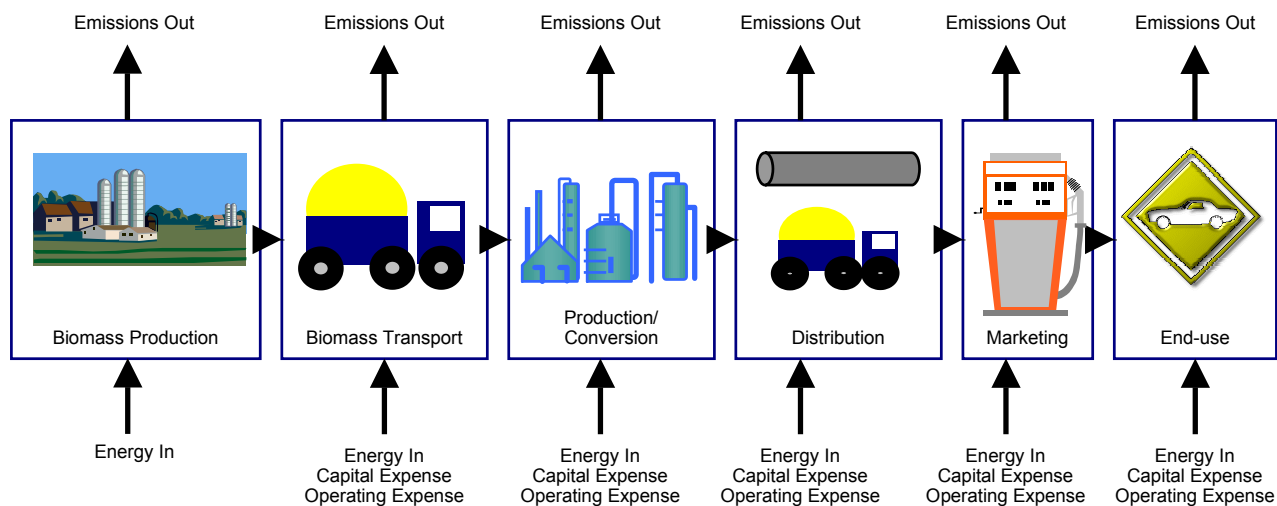 Emissions Out
Emissions Out
Emissions Out
Emissions Out
Emissions Out
Emissions Out
Biomass Production
Biomass Transport
Production/
Conversion
Distribution
Marketing
End-use
Energy In
Energy In
Capital Expense
Operating Expense
Energy In
Capital Expense
Operating Expense
Energy In
Capital Expense
Operating Expense
Energy In
Capital Expense
Operating Expense
Energy In
Capital Expense
Operating Expense